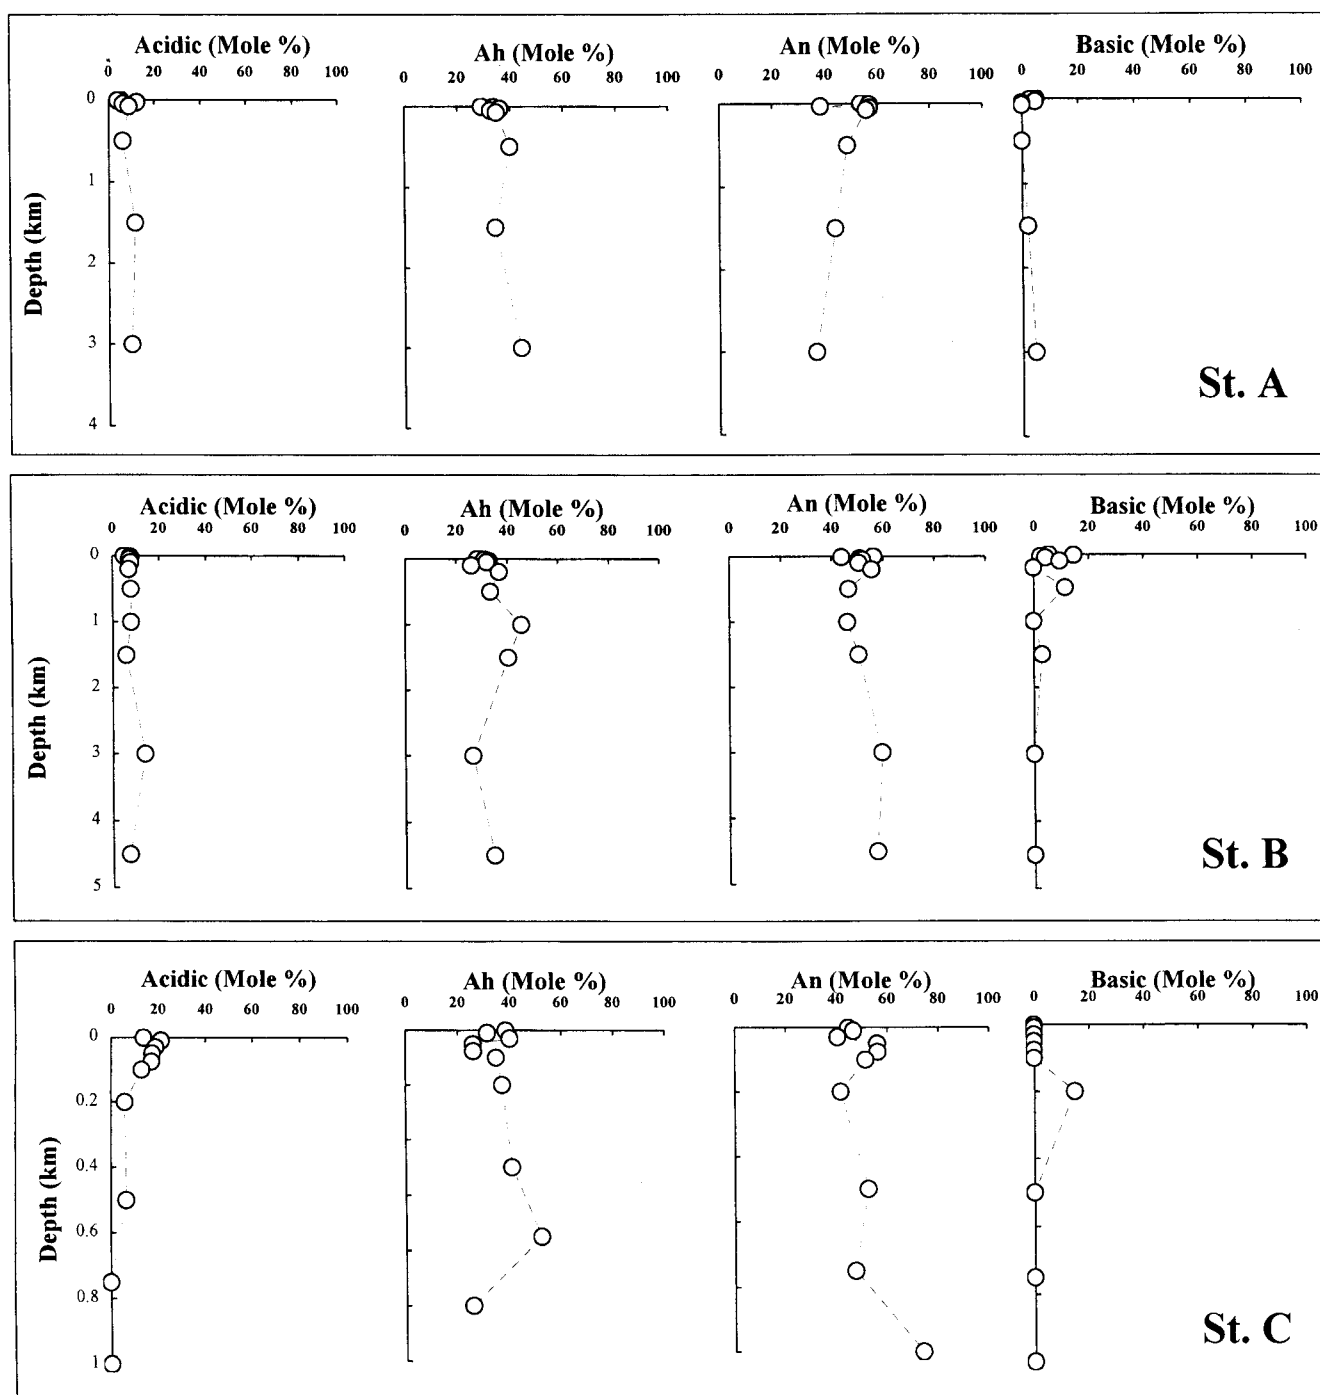 Acidic (Mole %)
Ah (Mole %)
An (Mole %)
Basic (Mole %)
0 20 40 60 80 100
0 20 40 60 80 100
0 20 40 60 80 100
0 20 40 60 80 100
0
1
2
3
4
Depth (km)
St. A
Acidic (Mole %)
Ah (Mole %)
An (Mole %)
Basic (Mole %)
0 20 40 60 80 100
0 20 40 60 80 100
0 20 40 60 80 100
0 20 40 60 80 100
0
1
2
3
4
5
Depth (km)
St. B
Acidic (Mole %)
Ah (Mole %)
An (Mole %)
Basic (Mole %)
0 20 40 60 80 100
0 20 40 60 80 100
0 20 40 60 80 100
0 20 40 60 80 100
0
0.2
0.4
0.6
0.8
1
Depth (km)
St. C